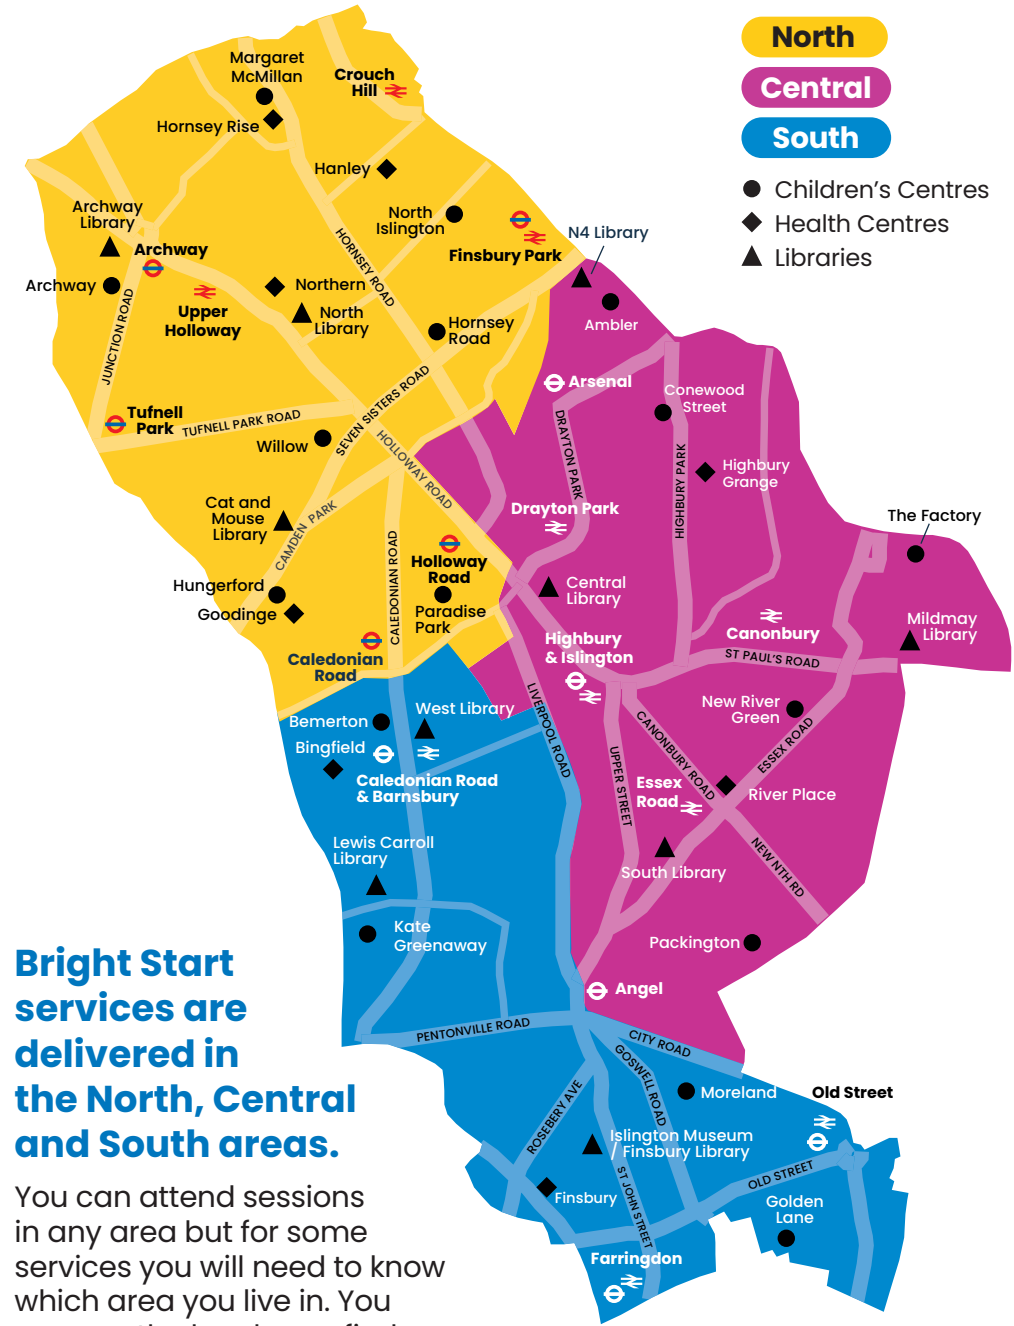 North
Central
South
Children's Centres
Health Centres
Libraries
Margaret
McMillan
Crouch
Hill
Hornsey Rise
Hanley
North
Islington
Archway
Library
Archway
Archway
Upper
Holloway
JUNCTION ROAD
HORNSEY ROAD
Northern
North
Library
Finsbury Park
N4 Library
Ambler
Hornsey
Road
Tufnell
Park
TUFNELL PARK ROAD
SEVEN SISTERS ROAD
Willow
HOLLOWAY ROAD
Arsenal
Conewood
Street
DRAYTON PARK
HIGHBURY PARK
Highbury
Grange
Cat and
Mouse
Library
CAMDEN PARK
CALEDONIAN ROAD
Drayton Park
The Factory
Holloway
Road
Hungerford
Goodinge
Paradise
Park
Central
Library
Caledonian
Road
Highbury
& Islington
Canonbury
Mildmay
Library
ST PAUL'S ROAD
Bemerton
West Library
Bingfield
Caledonian Road
& Barnsbury
LIVERPOOL ROAD
UPPER STREET
CANONBURY ROAD
New River
Green
ESSEX ROAD
Essex
Road
River Place
Lewis Carroll
Library
South Library
NEW NTH RD
Kate
Greenaway
Packington
Angel
PENTONVILLE ROAD
CITY ROAD
GOSWELL ROAD
Moreland
Old Street
ROSEBERY AVE
Islington Museum
/ Finsbury Library
ST JOHN STREET
OLD STREET
Finsbury
Golden
Lane
Farringdon
Bright Start
services are
delivered in
the North, Central
and South areas.
You can attend sessions
in any area but for some
services you will need to know
which area you live in. You